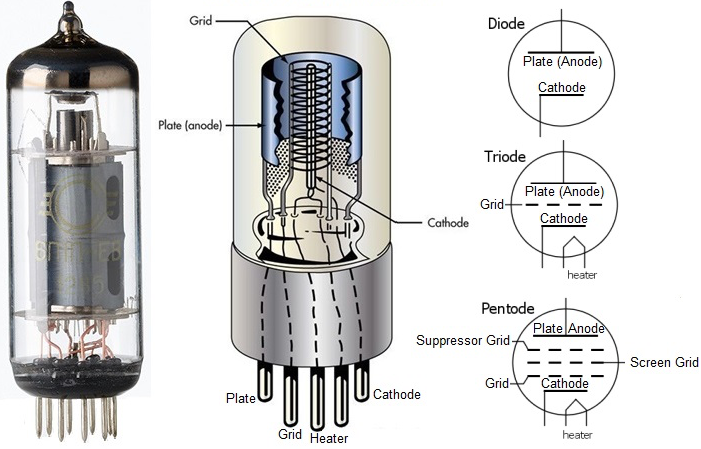 Grid
Plate (anode)
Cathode
Plate
Grid
Heater
Cathode
Diode
Plate (Anode)
Cathode
Triode
Plate (Anode)
Grid
Cathode
heater
Pentode
Plate Anode
Suppressor Grid
Screen Grid
Grid
Cathode
heater